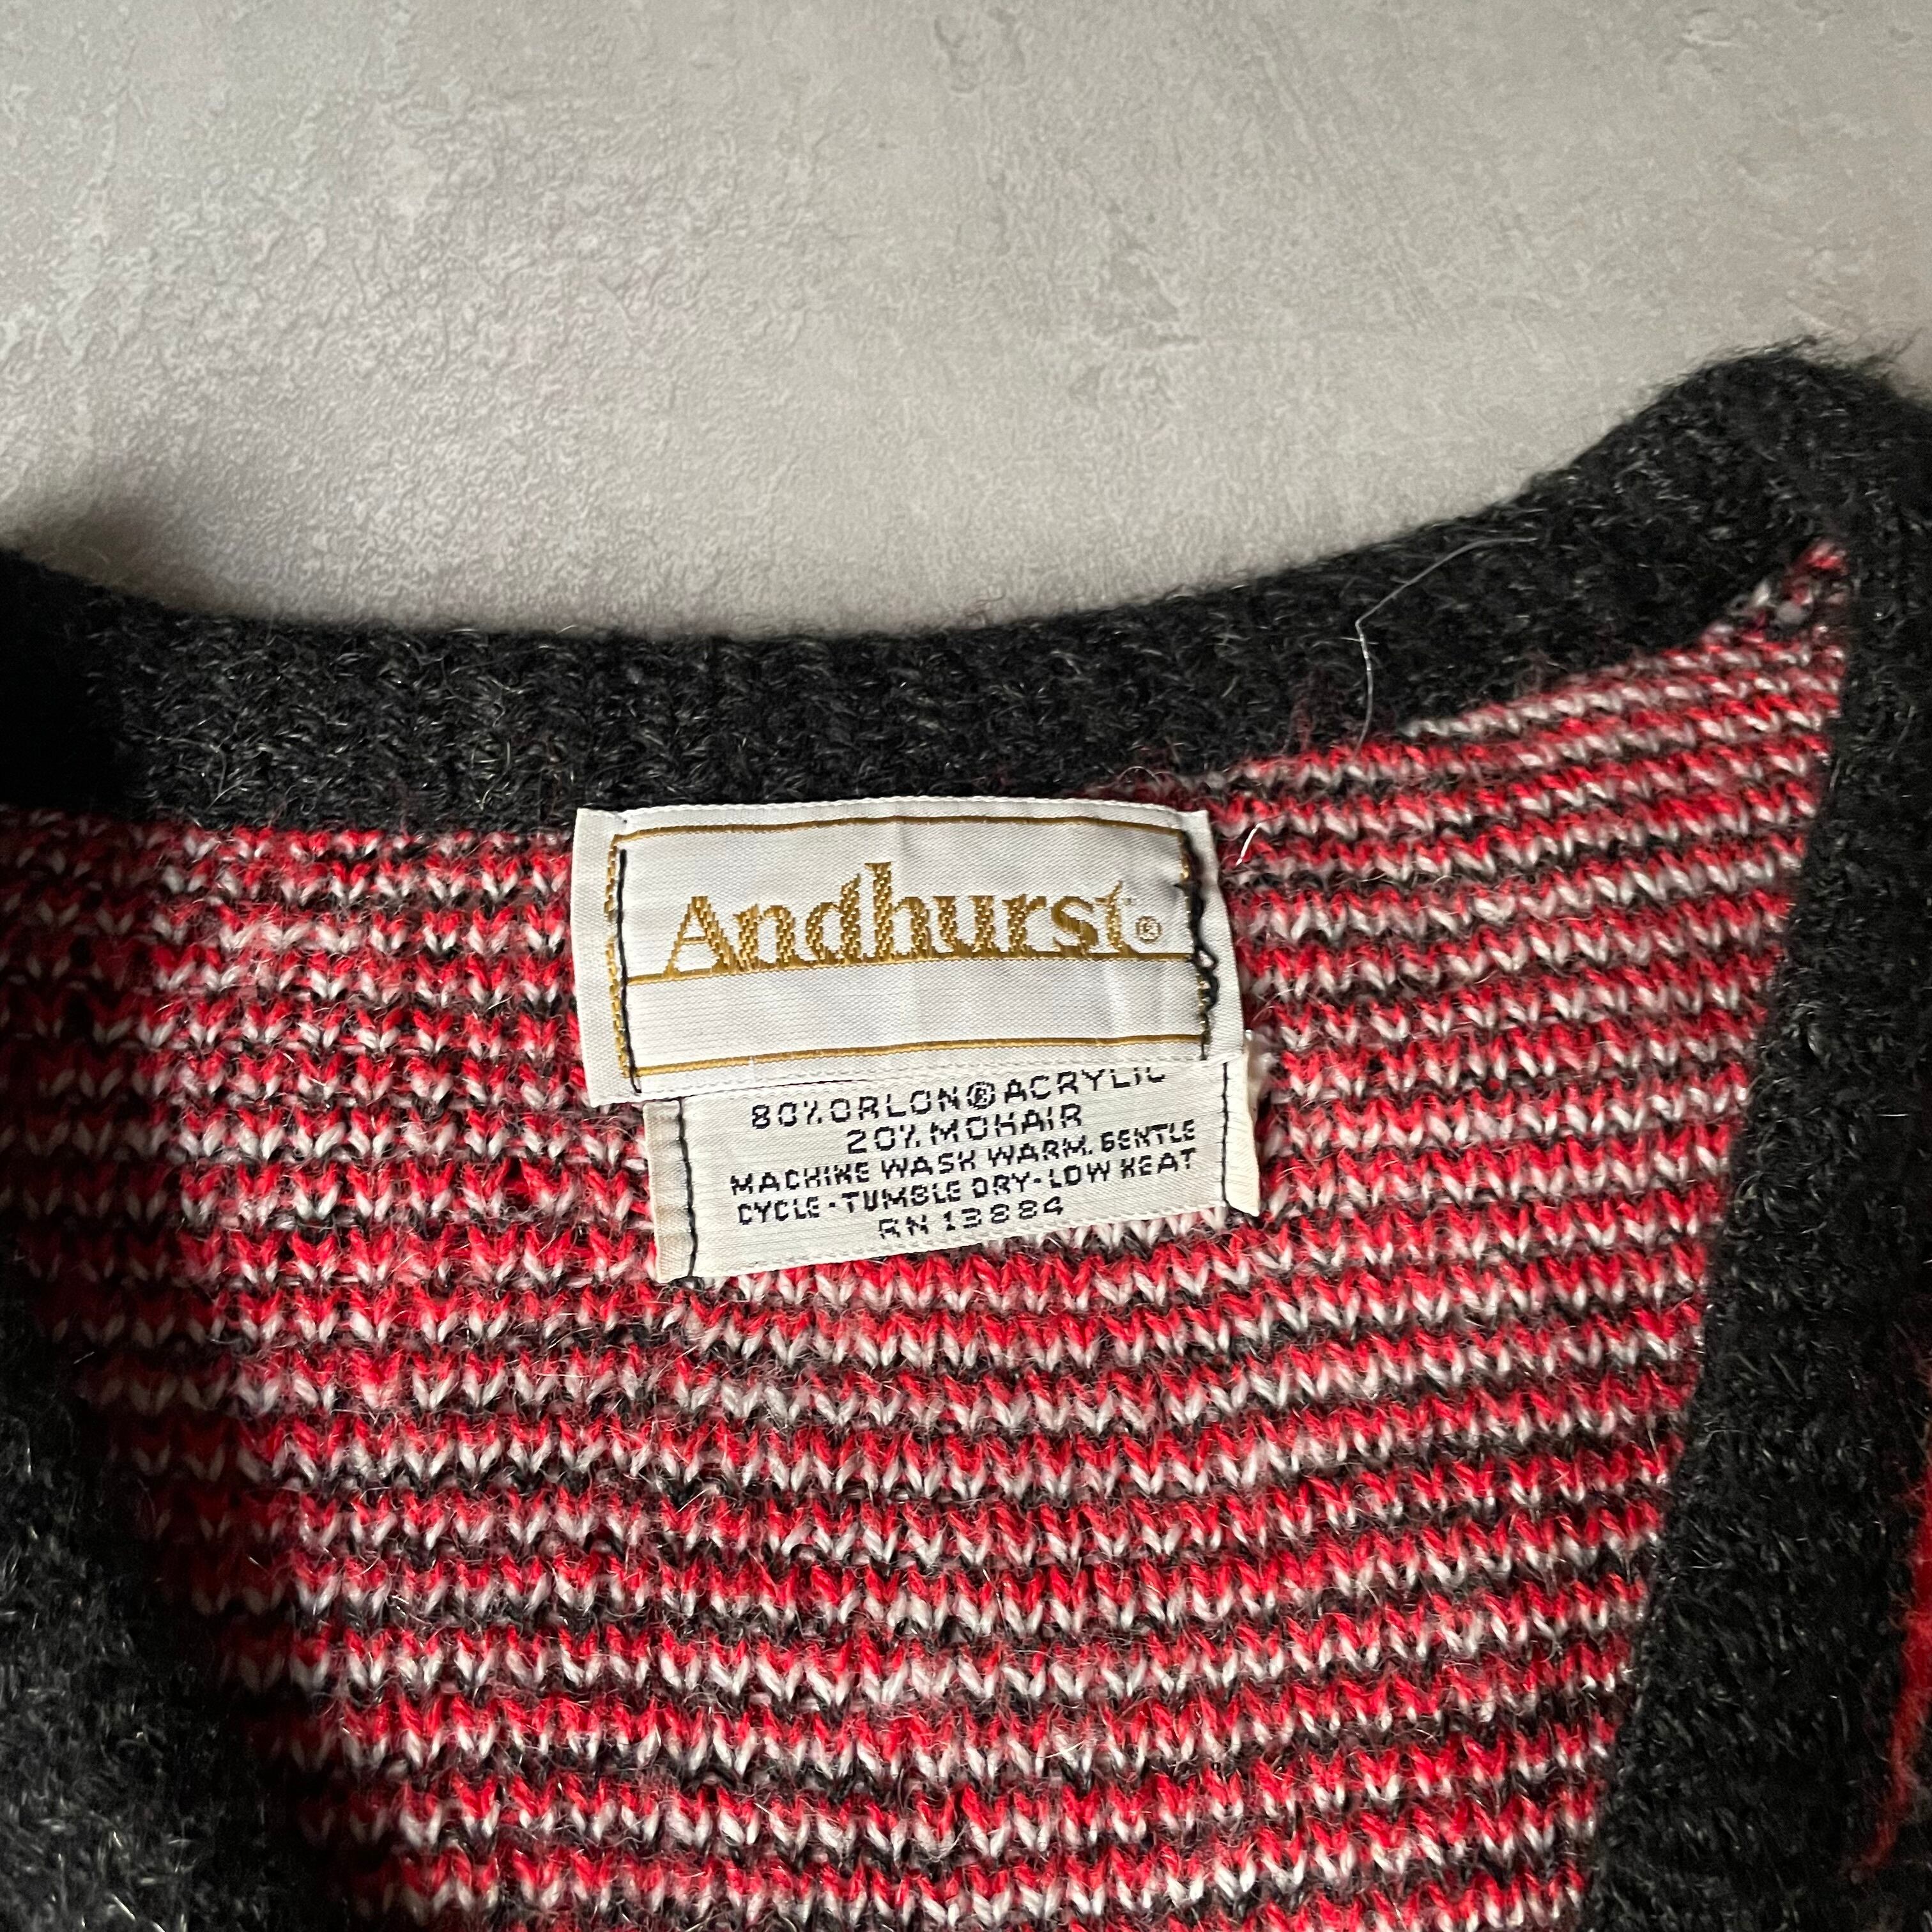 Andhurst®
80% ORLON® ACRYLIC
20% MOHAIR
MACHINE WASH WARM. GENTLE
CYCLE - TUMBLE DRY - LOW HEAT
RN 13884